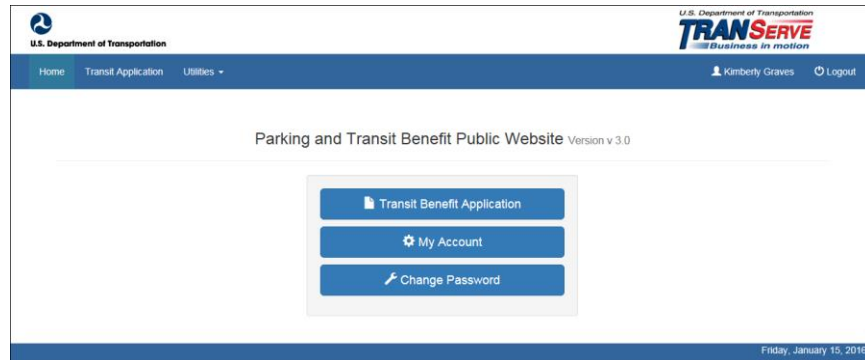 U.S. Department of Transportation
U.S. Department of Transportation
TRANSERVE
Business in motion
Home Transit Application Utilities Kimberly Graves Logout
Parking and Transit Benefit Public Website Version v 3.0
Transit Benefit Application
My Account
Change Password
Friday, January 15, 2016